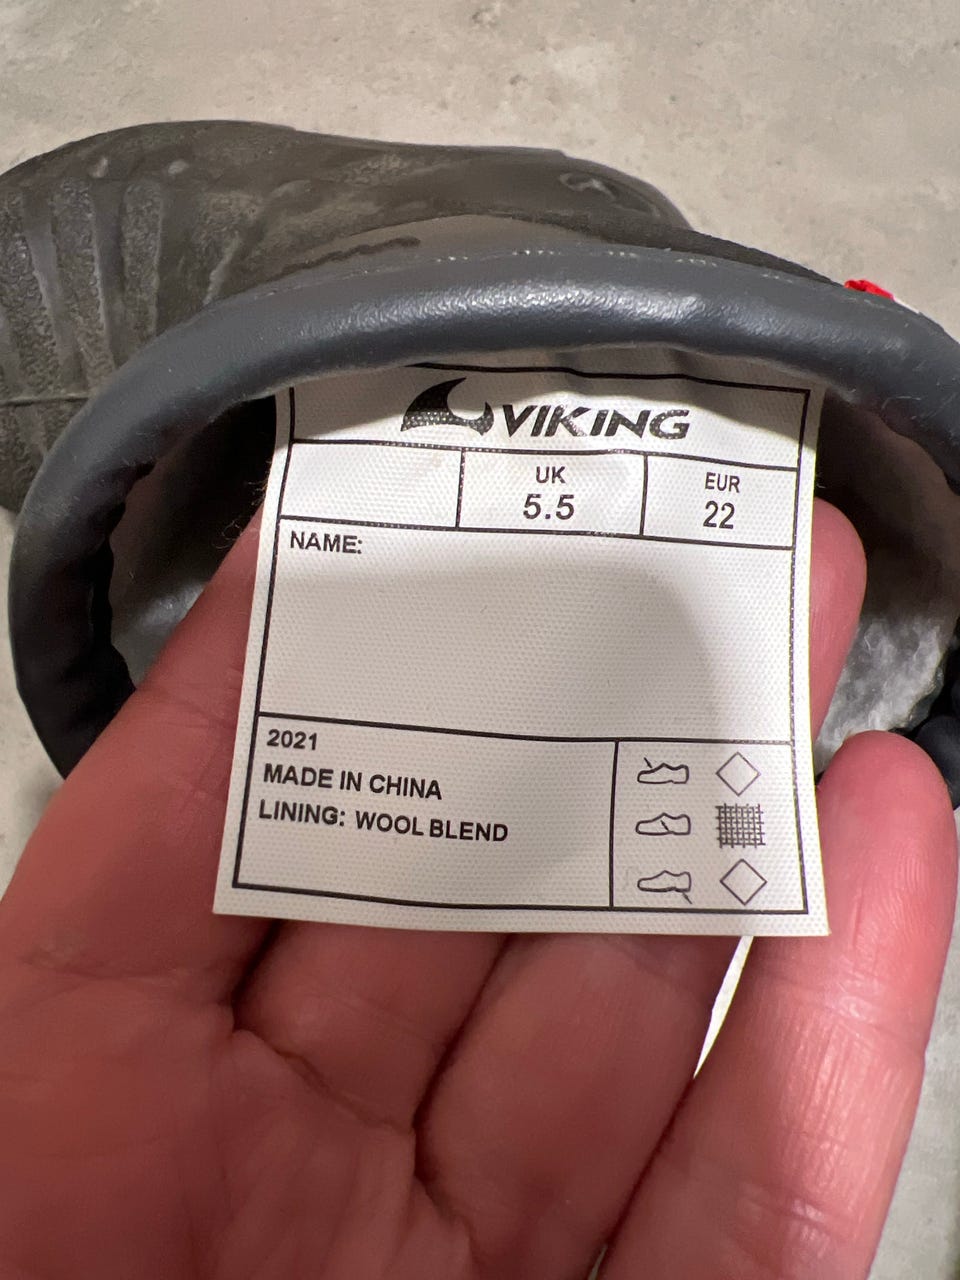 VIKING
UK EUR
5.5 22
NAME:
2021
MADE IN CHINA
LINING: WOOL BLEND